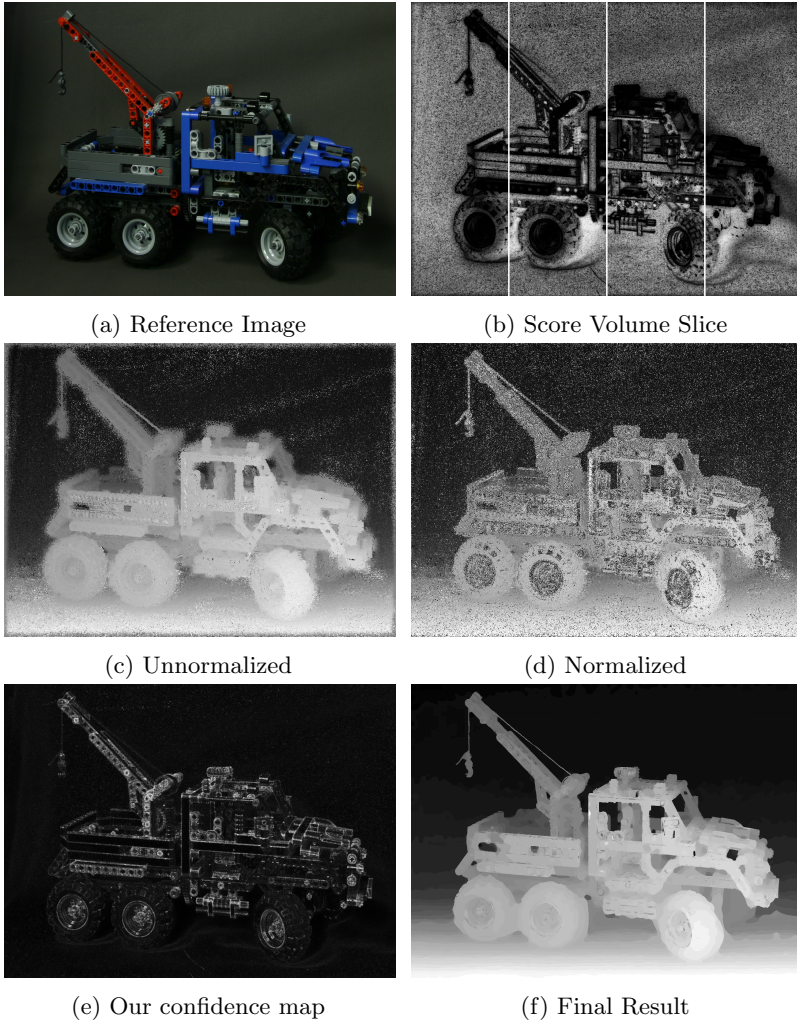 (a) Reference Image
(b) Score Volume Slice
(c) Unnormalized
(d) Normalized
(e) Our confidence map
(f) Final Result